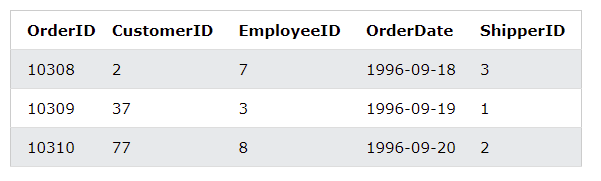 OrderID CustomerID EmployeeID OrderDate ShipperID
10308 2 7 1996-09-18 3
10309 37 3 1996-09-19 1
10310 77 8 1996-09-20 2